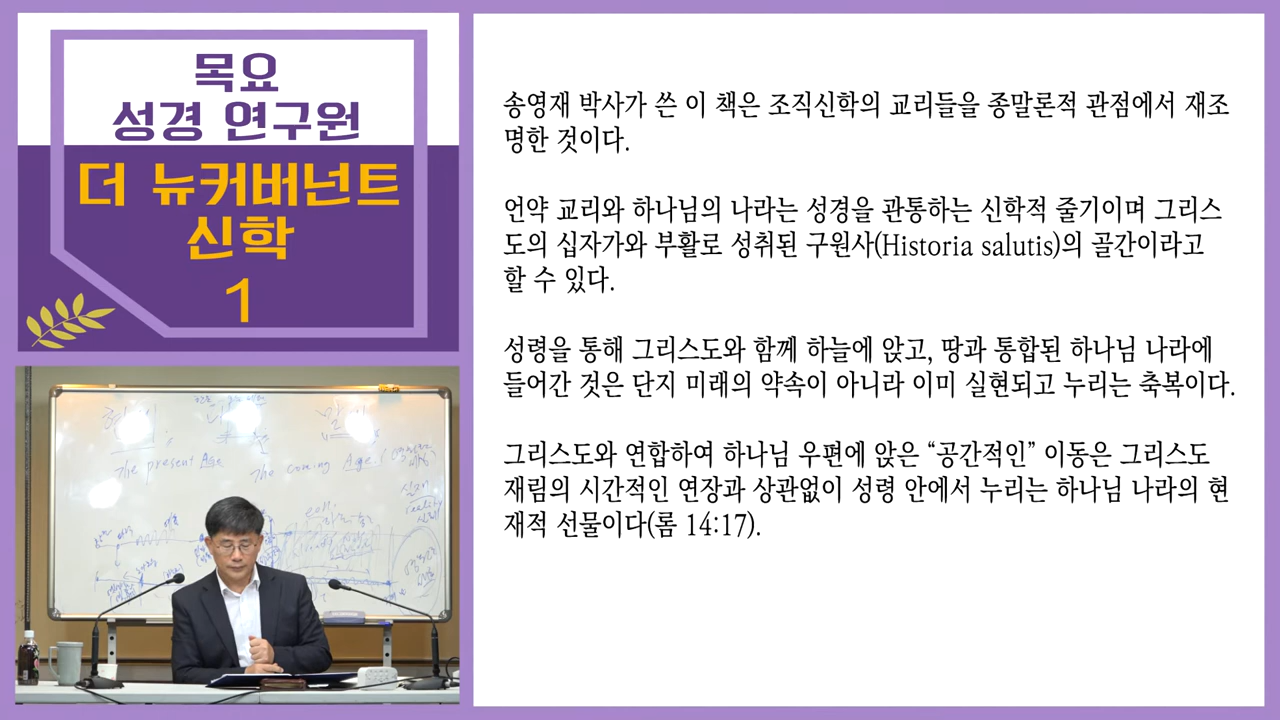 목요
성경 연구원
더 뉴커버넌트
신학
1
송영재 박사가 쓴 이 책은 조직신학의 교리들을 종말론적 관점에서 재조
명한 것이다.
언약 교리와 하나님의 나라는 성경을 관통하는 신학적 줄기이며 그리스
도의 십자가와 부활로 성취된 구원사(Historia salutis)의 골간이라고
할 수 있다.
성령을 통해 그리스도와 함께 하늘에 앉고, 땅과 통합된 하나님 나라에
들어간 것은 단지 미래의 약속이 아니라 이미 실현되고 누리는 축복이다.
그리스도와 연합하여 하나님 우편에 앉은 “공간적인” 이동은 그리스도
재림의 시간적인 연장과 상관없이 성령 안에서 누리는 하나님 나라의 현
재적 선물이다(롬 14:17).
The present Age
The coming Age.
reality